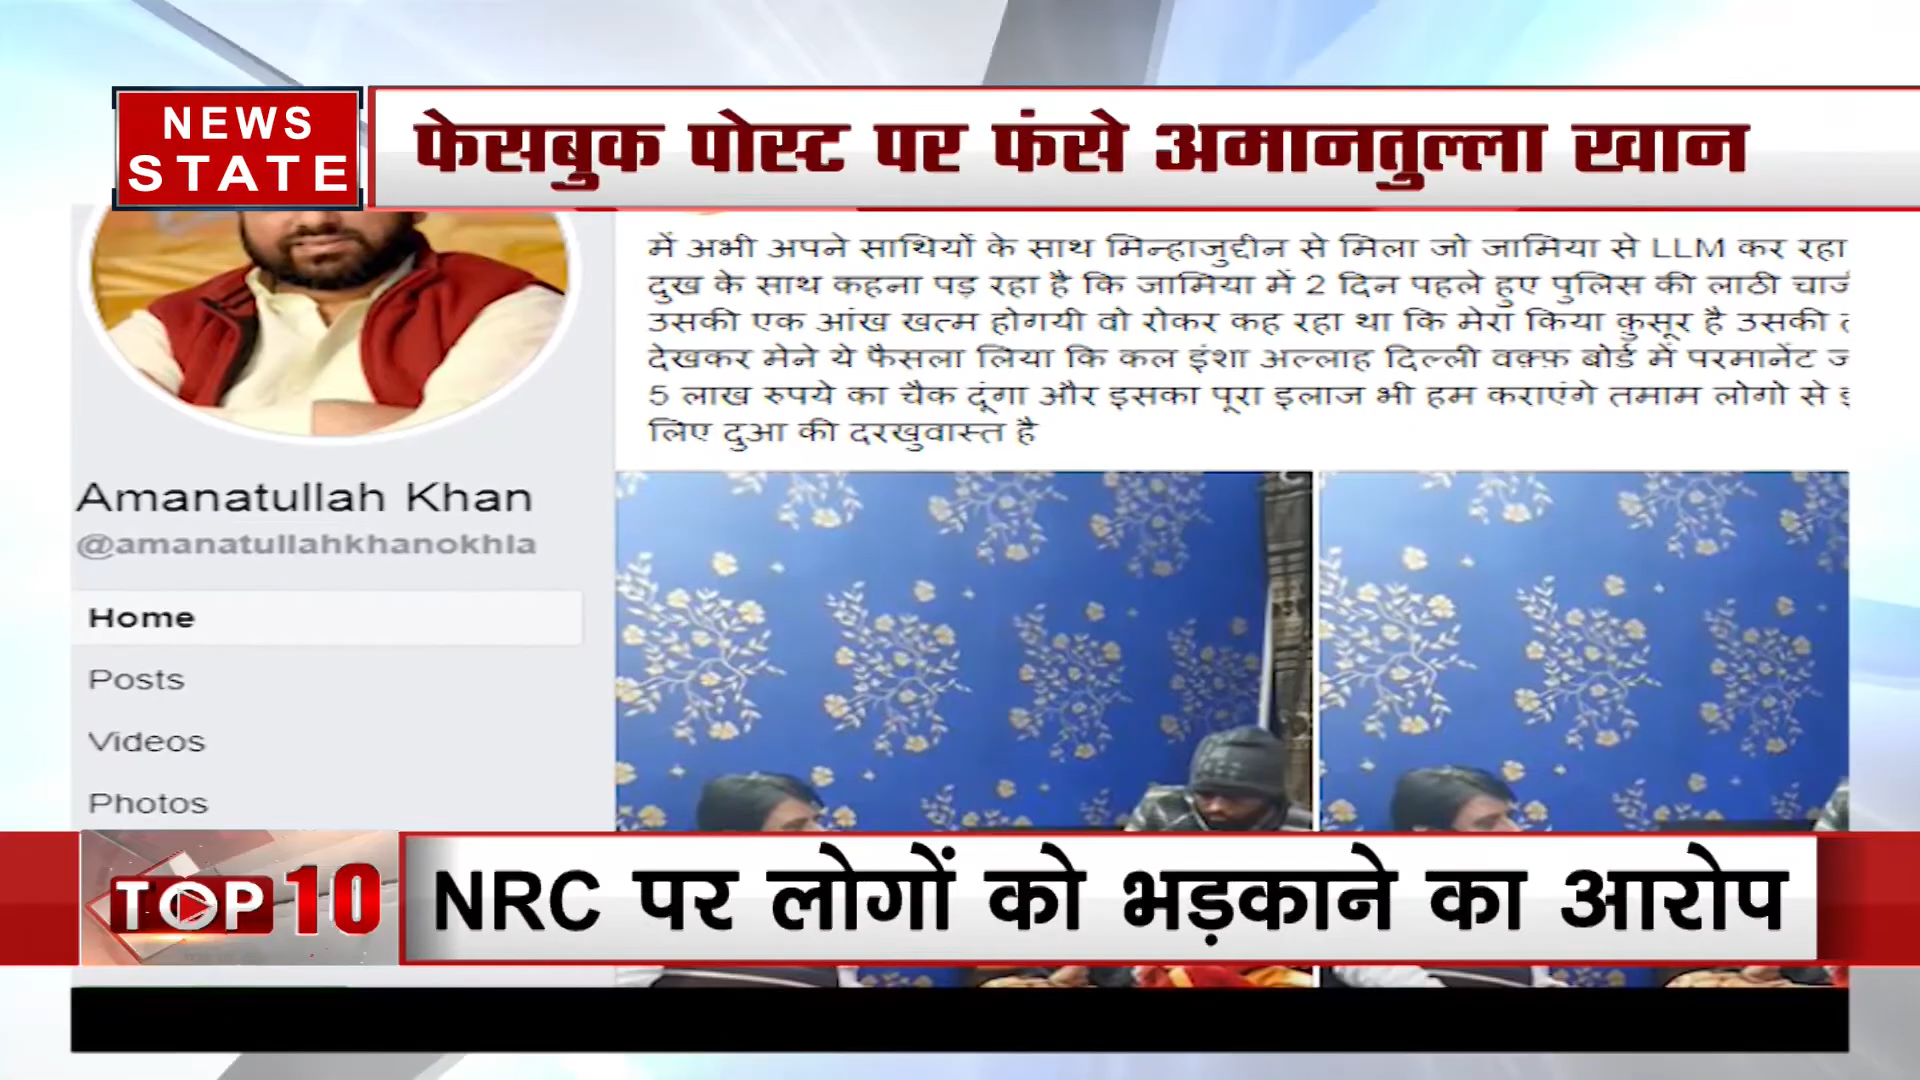 NEWS
STATE
फेसबुक पोस्ट पर फंसे अमानतुल्ला खान
में अभी अपने साथियों के साथ मिन्हाजुद्दीन से मिला जो जामिया से LLM कर रहा
दुख के साथ कहना पड़ रहा है कि जामिया में 2 दिन पहले हुए पुलिस की लाठी
उसकी एक आंख खत्म होगयी वो रोकर कह रहा था कि मेरा किया कुसूर है उसकी
देखकर मेने ये फैसला लिया कि कल इंशा अल्लाह दिल्ली वक़्फ़ बोर्ड में परमानेंट
5 लाख रुपये का चैक दूंगा और इसका पूरा इलाज भी हम कराएंगे तमाम लोगो से
लिए दुआ की दरखुवास्त है
Amanatullah Khan
@amanatullahkhanokhla
Home
Posts
Videos
Photos
TOP 10
NRC पर लोगों को भड़काने का आरोप